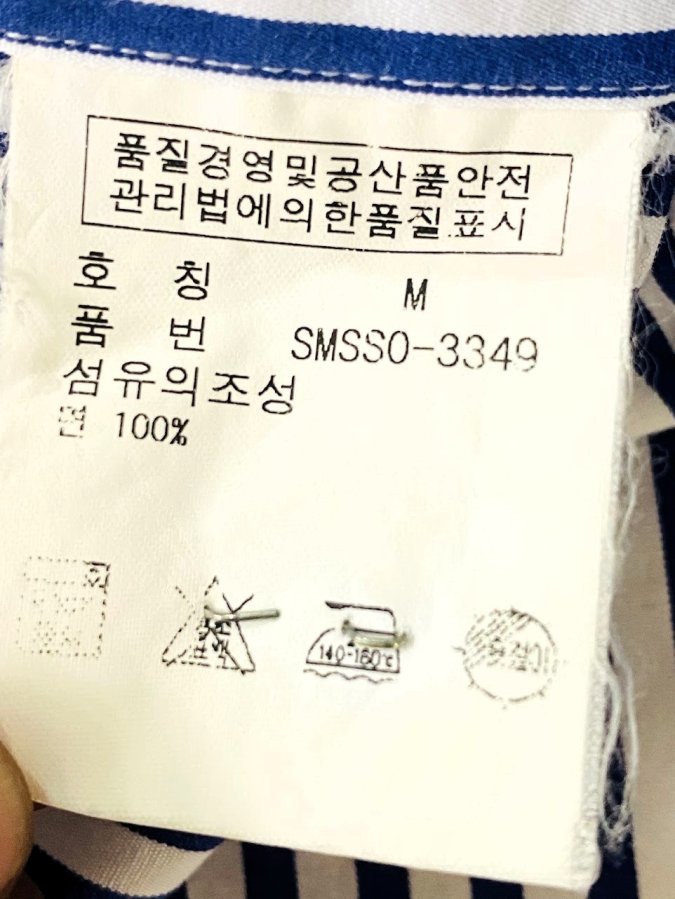 품질경영및공산품안전
관리법에의한품질표시
호 칭 M
품 번 SMSSO-3349
섬유의조성
면 100%
140~160℃